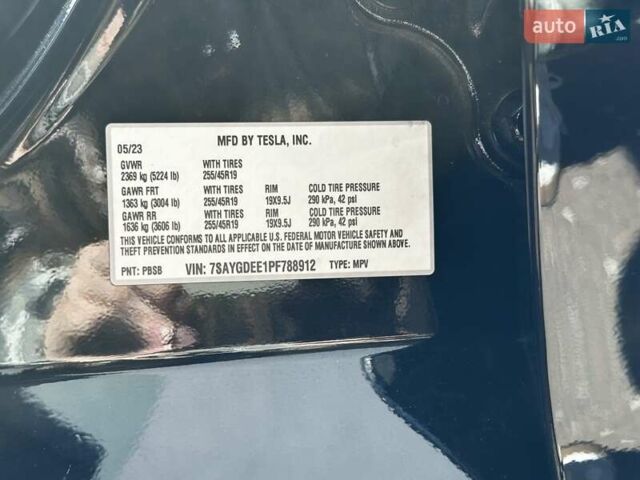 auto RIA
.com
05/23 MFD BY TESLA, INC.
GVWR WITH TIRES
2369 kg (5224 lb) 255/45R19
GAWR FRT WITH TIRES RIM COLD TIRE PRESSURE
1363 kg (3004 lb) 255/45R19 19X9.5J 290 kPa, 42 psi
GAWR RR WITH TIRES RIM COLD TIRE PRESSURE
1636 kg (3606 lb) 255/45R19 19X9.5J 290 kPa, 42 psi
THIS VEHICLE CONFORMS TO ALL APPLICABLE U.S. FEDERAL MOTOR VEHICLE SAFETY AND
THEFT PREVENTION STANDARDS IN EFFECT ON THE DATE OF MANUFACTURE SHOWN ABOVE.
PNT: PBSB VIN: 7SAYGDEE1PF788912 TYPE: MPV